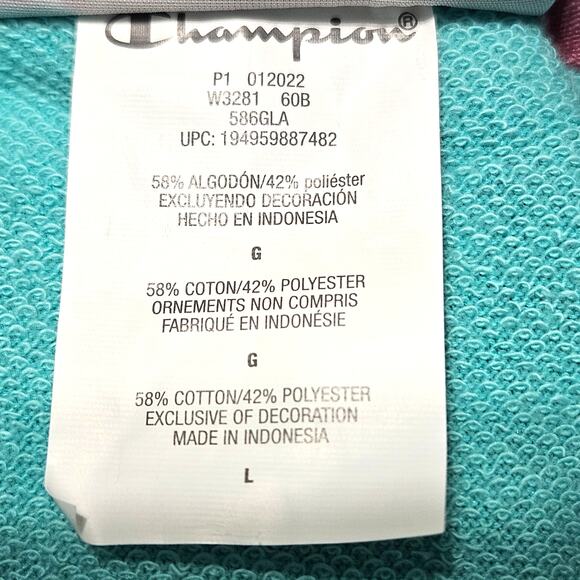 Champion®
P1 012022
W3281 60B
586GLA
UPC: 194959887482
58% ALGODÓN/42% poliéster
EXCLUYENDO DECORACIÓN
HECHO EN INDONESIA
G
58% COTON/42% POLYESTER
ORNEMENTS NON COMPRIS
FABRIQUÉ EN INDONÉSIE
G
58% COTTON/42% POLYESTER
EXCLUSIVE OF DECORATION
MADE IN INDONESIA
L